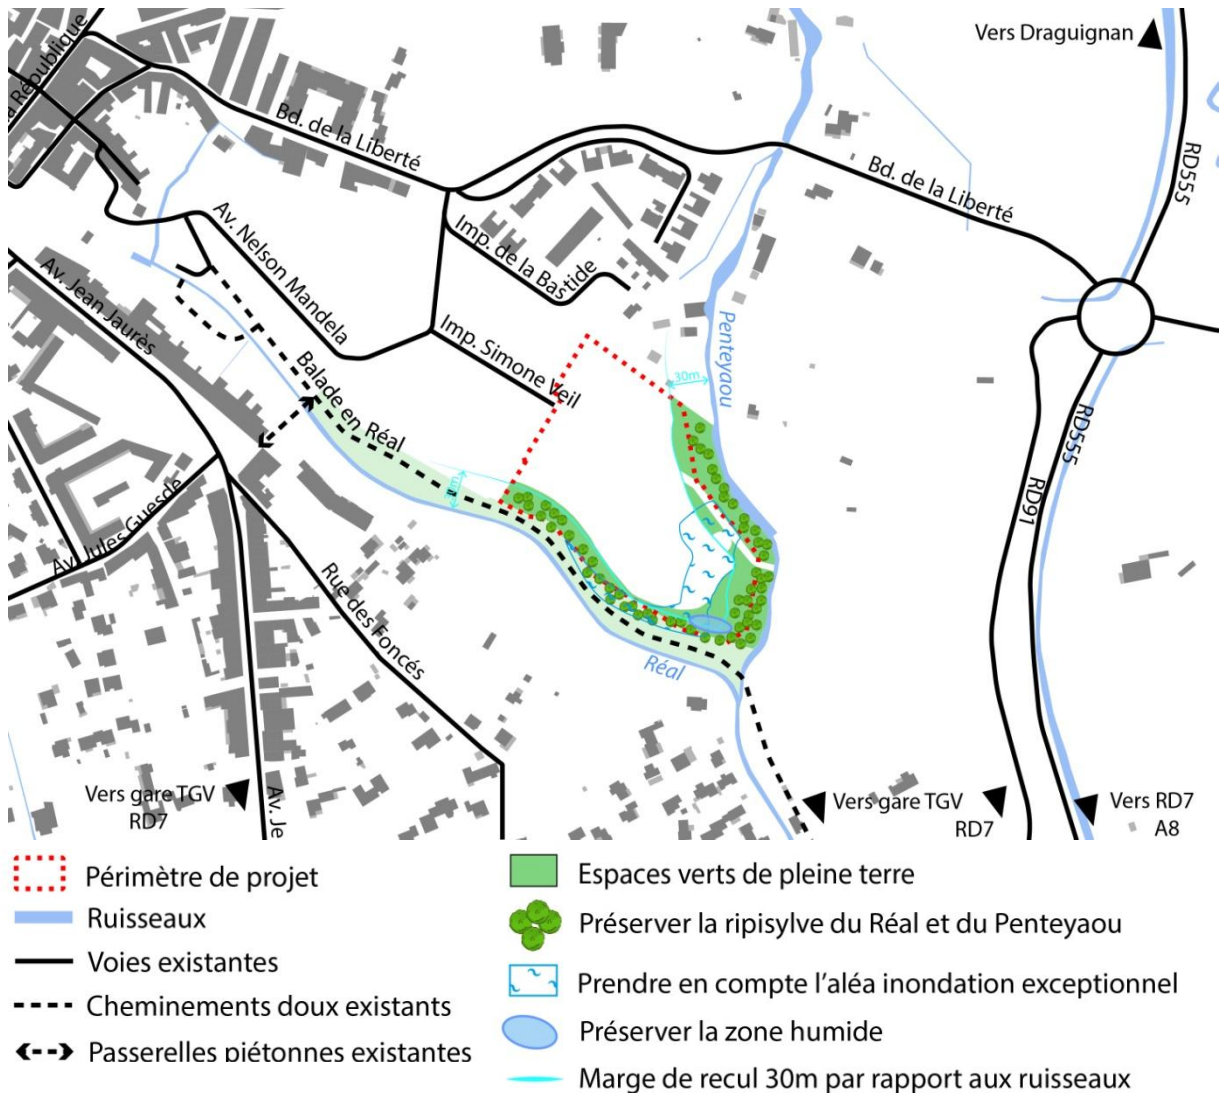 Vers Draguignan
la République
Bd. de la Liberté
Bd. de la Liberté
RD555
Av. Nelson Mandela
Imp. de la Bastide
Av. Jean Jaurès
Imp. Simone Veil
Penteyaou
30m
Balade en Réal
RD555
RD91
Av. Jules Guesde
Rue des Foncés
Réal
Vers gare TGV
RD7
Av. Je
Vers gare TGV
RD7
Vers RD7
A8
Périmètre de projet
Ruisseaux
Voies existantes
Cheminements doux existants
Passerelles piétonnes existantes
Espaces verts de pleine terre
Préserver la ripisylve du Réal et du Penteyaou
Prendre en compte l'aléa inondation exceptionnel
Préserver la zone humide
Marge de recul 30m par rapport aux ruisseaux